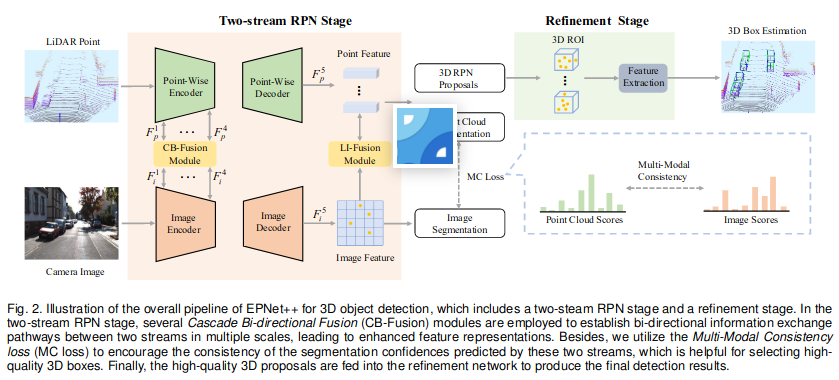 Two-stream RPN Stage
Refinement Stage
LiDAR Point
Point-Wise
Encoder
Point-Wise
Decoder
F_p^5
Point Feature
3D RPN
Proposals
3D ROI
Feature
Extraction
3D Box Estimation
F_p^1
F_p^4
CB-Fusion
Module
F_i^1
F_i^4
LI-Fusion
Module
Cloud
MC Loss
Multi-Modal
Consistency
Image
Encoder
Image
Decoder
F_i^5
Image
Segmentation
Point Cloud Scores
Image Scores
Camera Image
Image Feature
Fig. 2. Illustration of the overall pipeline of EPNet++ for 3D object detection, which includes a two-steam RPN stage and a refinement stage. In the
two-stream RPN stage, several Cascade Bi-directional Fusion (CB-Fusion) modules are employed to establish bi-directional information exchange
pathways between two streams in multiple scales, leading to enhanced feature representations. Besides, we utilize the Multi-Modal Consistency
loss (MC loss) to encourage the consistency of the segmentation confidences predicted by these two streams, which is helpful for selecting high-
quality 3D boxes. Finally, the high-quality 3D proposals are fed into the refinement network to produce the final detection results.